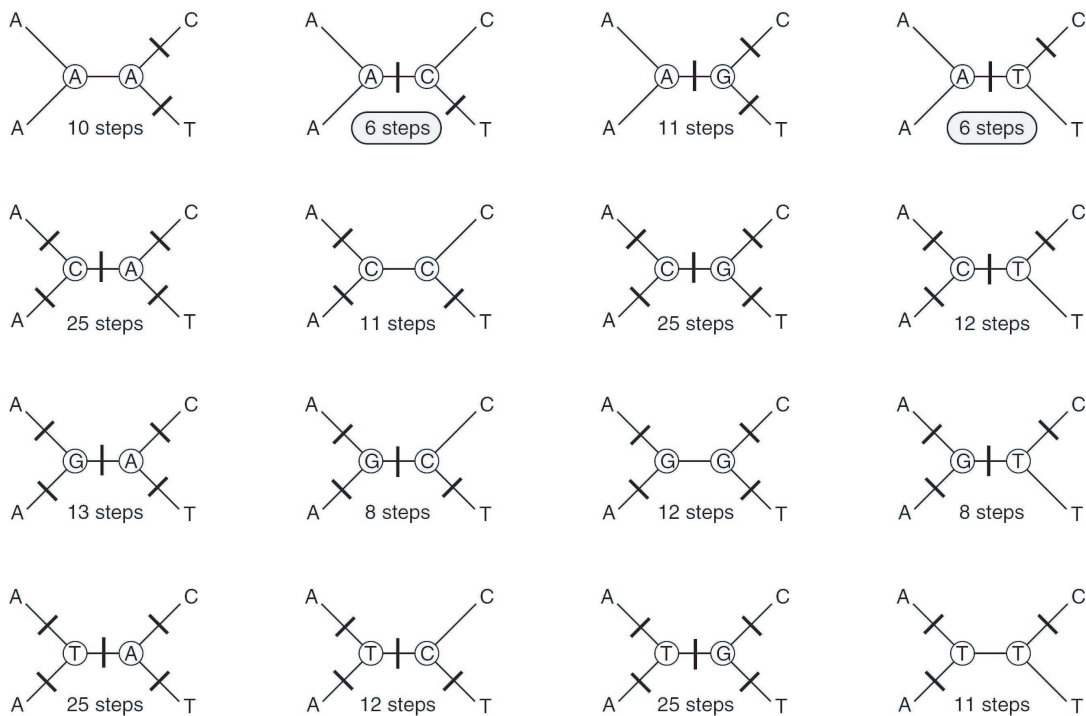 A C A C A C A C
A A A C A G A T
A 10 steps T A 6 steps T A 11 steps T A 6 steps T
A C A C A C A C
C A C C C G C T
A 25 steps T A 11 steps T A 25 steps T A 12 steps T
A C A C A C A C
G A G C G G G T
A 13 steps T A 8 steps T A 12 steps T A 8 steps T
A C A C A C A C
T A T C T G T T
A 25 steps T A 12 steps T A 25 steps T A 11 steps T